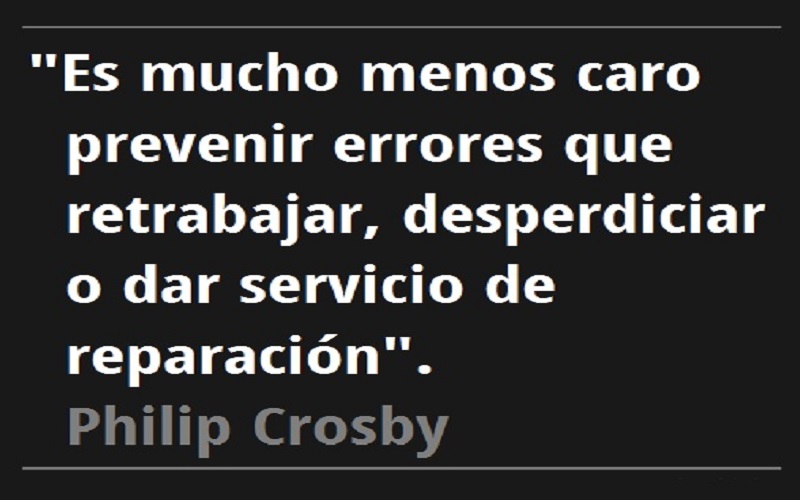 "Es mucho menos caro
prevenir errores que
retrabajar, desperdiciar
o dar servicio de
reparación".
Philip Crosby